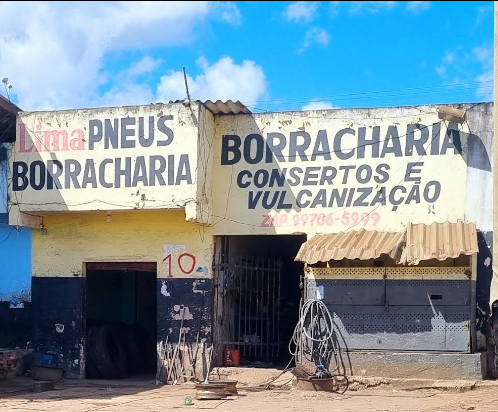 Lima PNEUS
BORRACHARIA
BORRACHARIA
CONSERTOS E
VULCANIZAÇÃO
ZAP 99706-5999
10